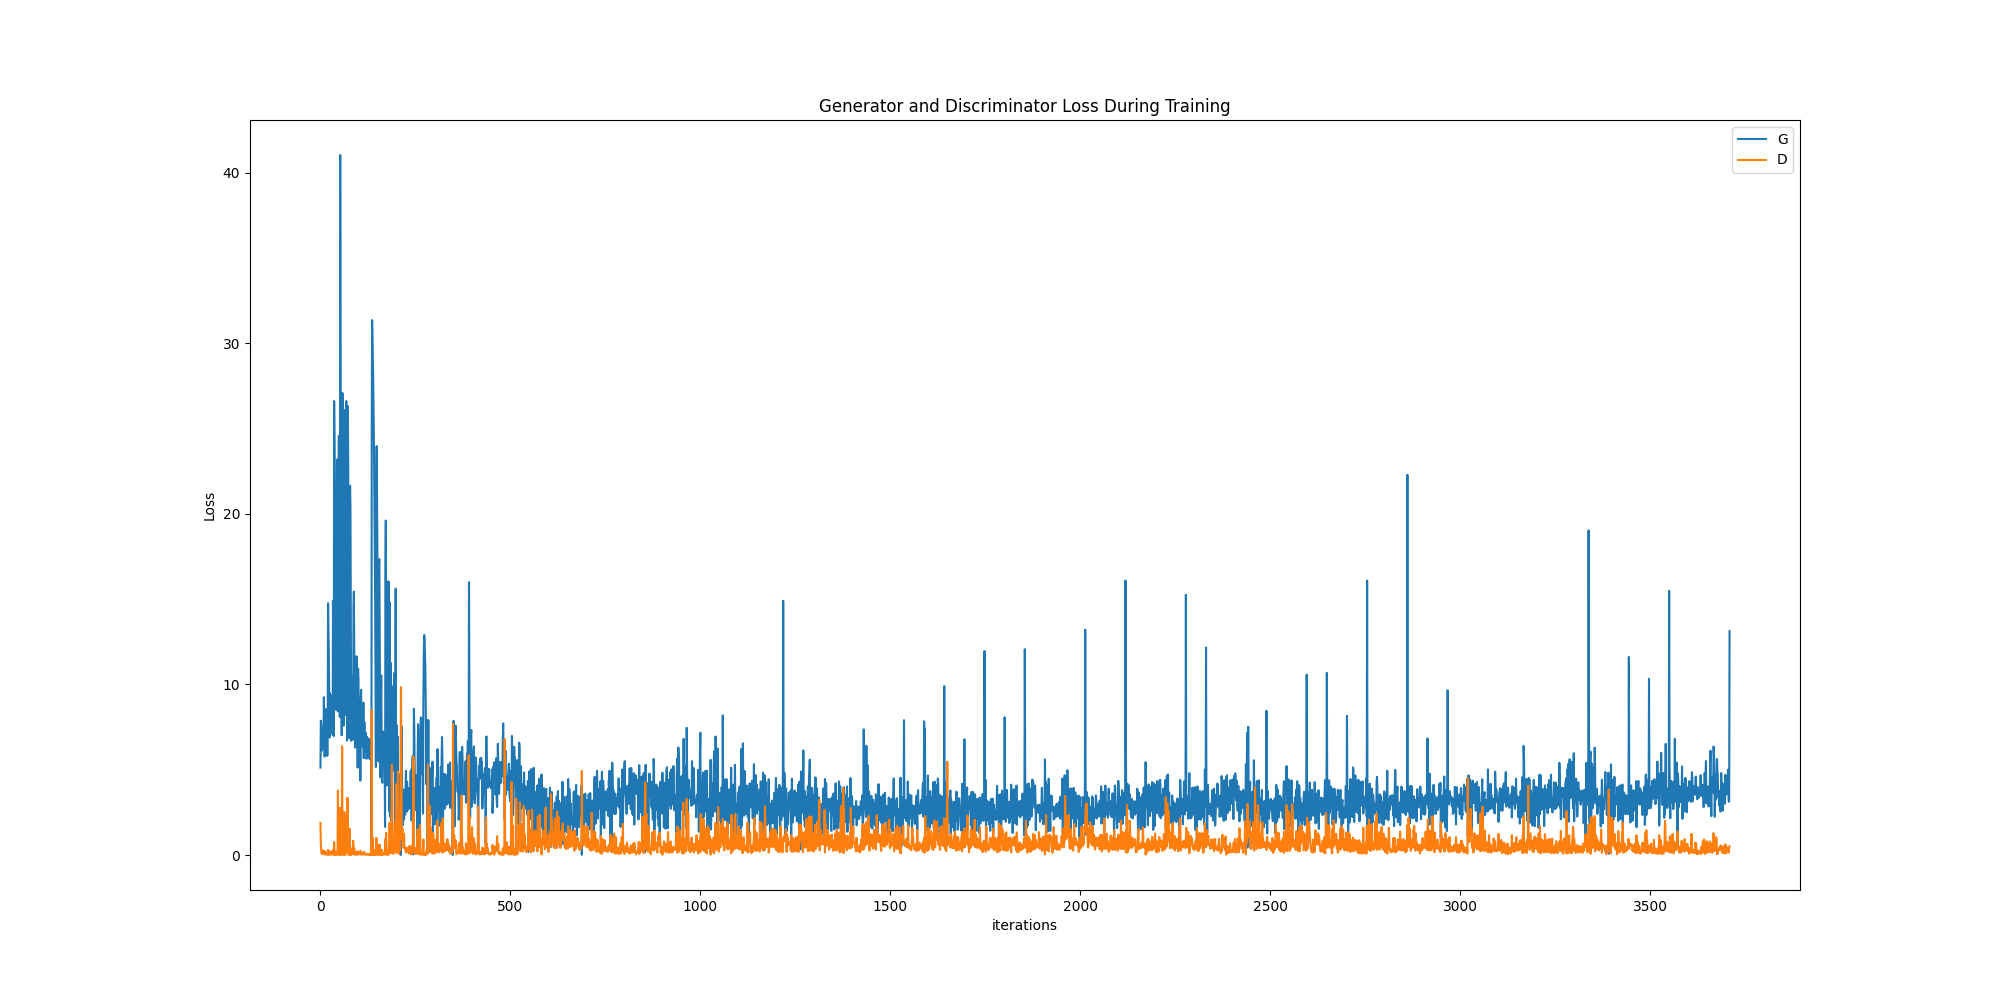 Generator and Discriminator Loss During Training
G
D
40
30
20
10
0
Loss
0 500 1000 1500 2000 2500 3000 3500
iterations